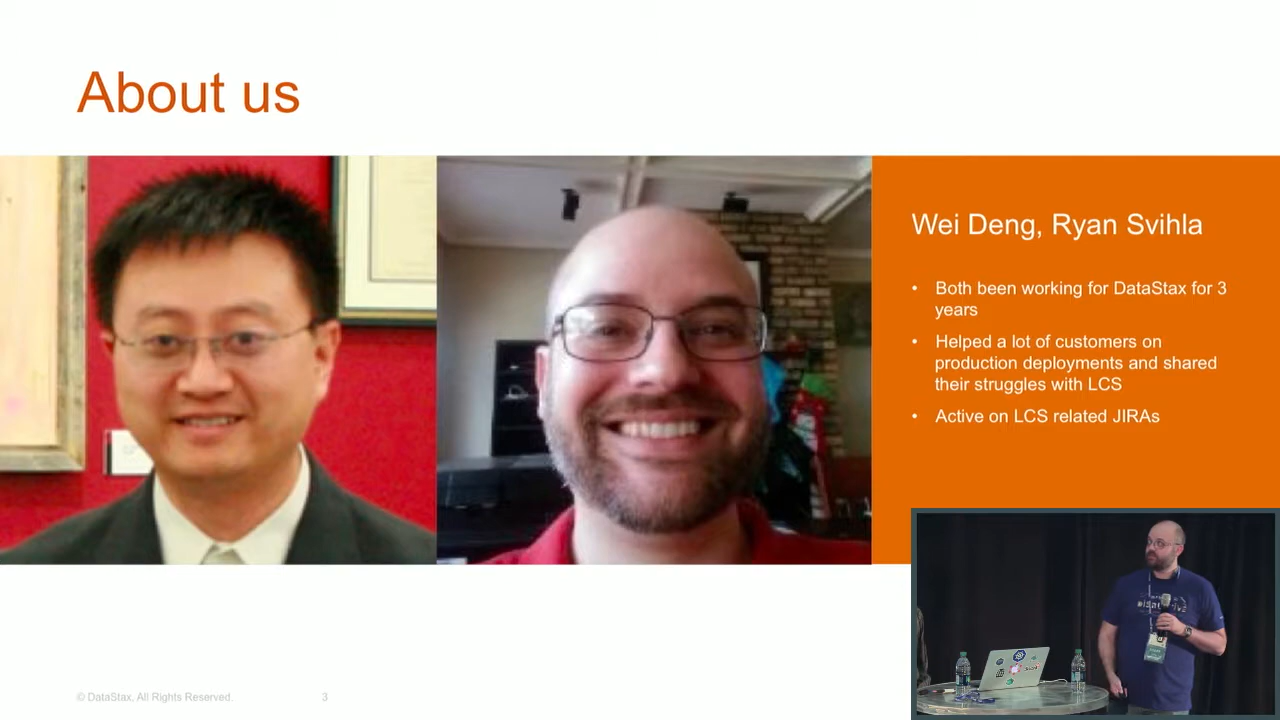 About us
Wei Deng, Ryan Svihla
• Both been working for DataStax for 3
years
• Helped a lot of customers on
production deployments and shared
their struggles with LCS
• Active on LCS related JIRAs
© DataStax, All Rights Reserved.
3